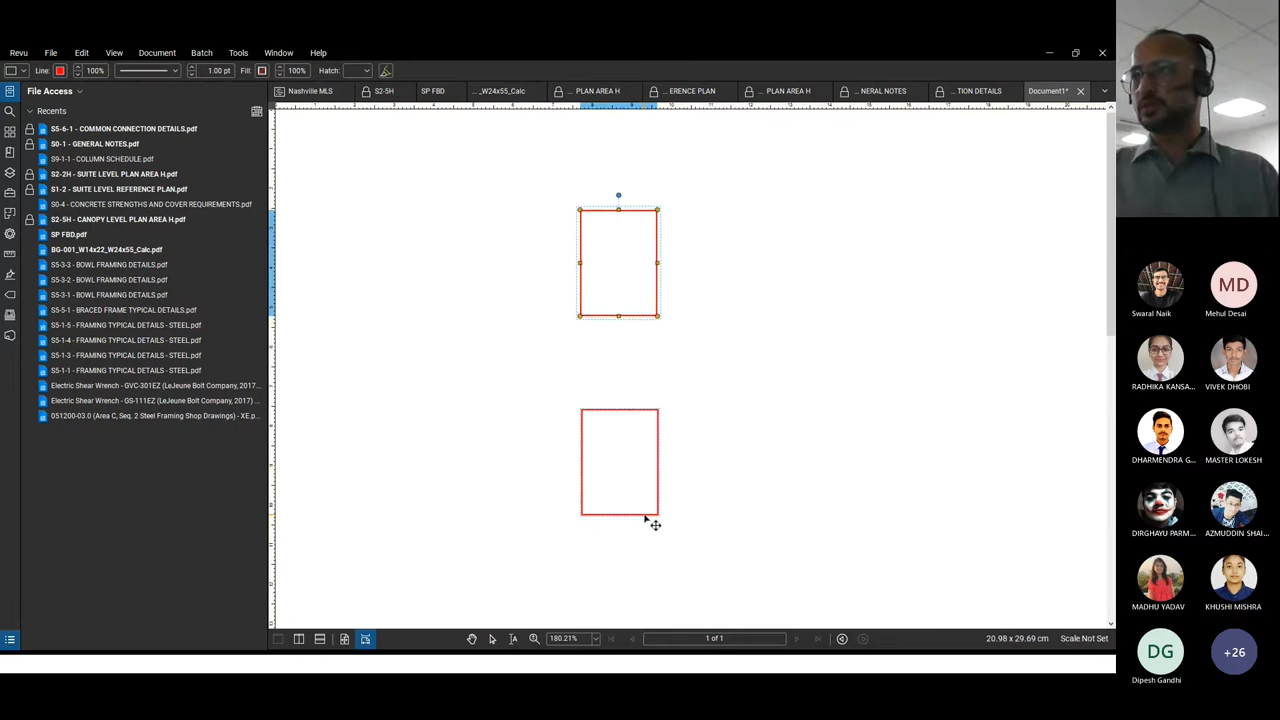 Revu File Edit View Document Batch Tools Window Help
Line: 100% 1.00 pt Fill: 100% Hatch:
File Access
Nashville MLS S2-5H SP FBD ..._W24x55_Calc ... PLAN AREA H ... ERENCE PLAN ... PLAN AREA H ... NERAL NOTES ... TION DETAILS Document1*
Recents
S5-6-1 - COMMON CONNECTION DETAILS.pdf
S0-1 - GENERAL NOTES.pdf
S9-1-1 - COLUMN SCHEDULE.pdf
S2-2H - SUITE LEVEL PLAN AREA H.pdf
S1-2 - SUITE LEVEL REFERENCE PLAN.pdf
S0-4 - CONCRETE STRENGTHS AND COVER REQUIREMENTS.pdf
S2-5H - CANOPY LEVEL PLAN AREA H.pdf
SP FBD.pdf
BG-001_W14x22_W24x55_Calc.pdf
S5-3-3 - BOWL FRAMING DETAILS.pdf
S5-3-2 - BOWL FRAMING DETAILS.pdf
S5-3-1 - BOWL FRAMING DETAILS.pdf
S5-5-1 - BRACED FRAME TYPICAL DETAILS.pdf
S5-1-5 - FRAMING TYPICAL DETAILS - STEEL.pdf
S5-1-4 - FRAMING TYPICAL DETAILS - STEEL.pdf
S5-1-3 - FRAMING TYPICAL DETAILS - STEEL.pdf
S5-1-1 - FRAMING TYPICAL DETAILS - STEEL.pdf
Electric Shear Wrench - GVC-301EZ (LeJeune Bolt Company, 2017...
Electric Shear Wrench - GS-111EZ (LeJeune Bolt Company, 2017) ...
051200-03.0 (Area C, Seq. 2 Steel Framing Shop Drawings) - XE.p...
180.21% 1 of 1 20.98 x 29.69 cm Scale Not Set
MD
Swaral Naik Mehul Desai
RADHIKA KANSA... VIVEK DHOBI
DHARMENDRA G... MASTER LOKESH
DIRGHAYU PARM... AZMUDDIN SHAI...
MADHU YADAV KHUSHI MISHRA
DG +26
Dipesh Gandhi